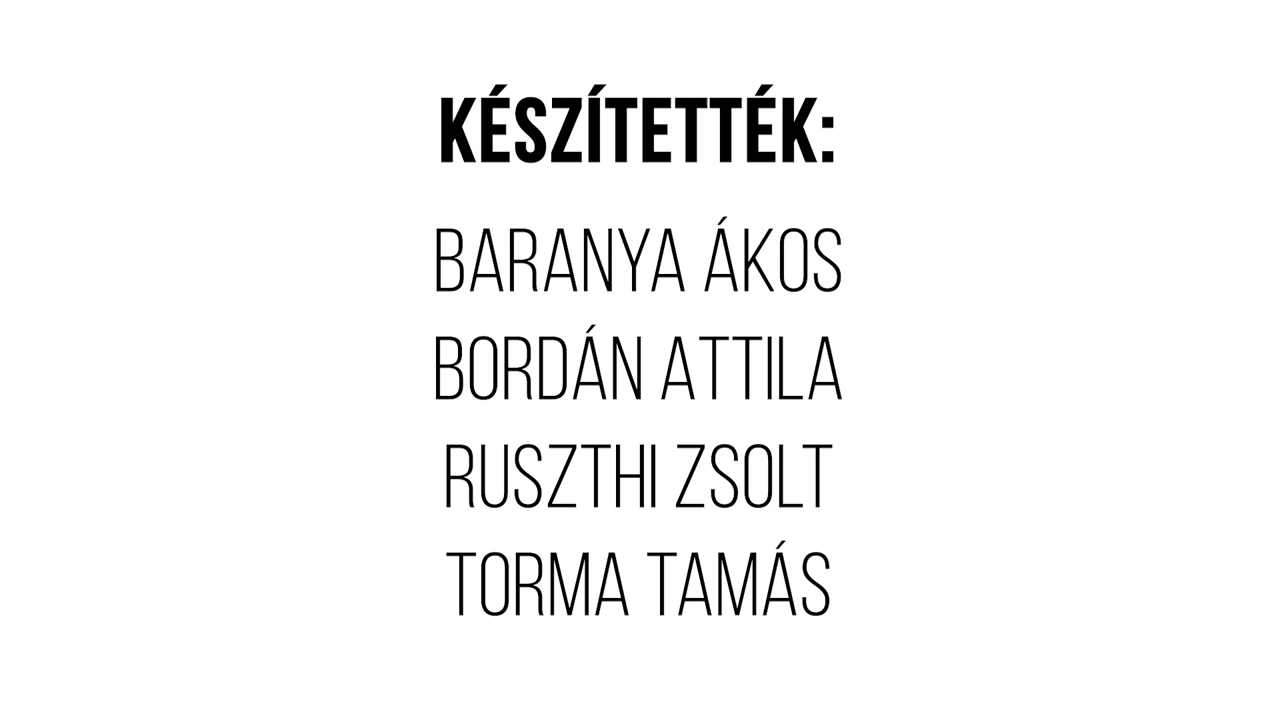 KÉSZÍTETTÉK:
BARANYA ÁKOS
BORDÁN ATTILA
RUSZTHI ZSOLT
TORMA TAMÁS